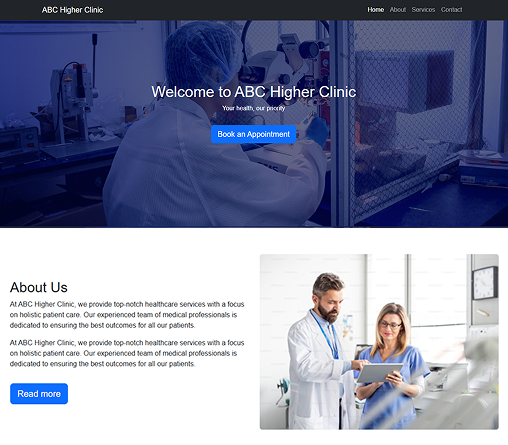 ABC Higher Clinic
Home About Services Contact
Welcome to ABC Higher Clinic
Your health, our priority
Book an Appointment
About Us
At ABC Higher Clinic, we provide top-notch healthcare services with a focus
on holistic patient care. Our experienced team of medical professionals is
dedicated to ensuring the best outcomes for all our patients.
At ABC Higher Clinic, we provide top-notch healthcare services with a focus
on holistic patient care. Our experienced team of medical professionals is
dedicated to ensuring the best outcomes for all our patients.
Read more